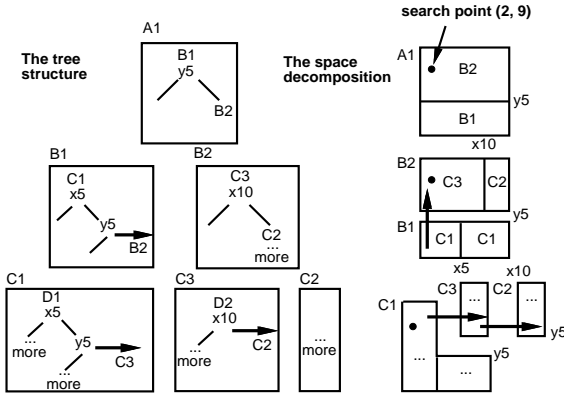 search point (2, 9)
A1
The tree
structure
B1
y5
B2
The space
decomposition
A1
B2
y5
B1
x10
B1
C1
x5
y5
B2
B2
C3
x10
C2
...
more
B2
C3
C2
y5
B1
C1
C1
x5
x10
C1
D1
x5
...
more
y5
...
more
C3
C3
D2
x10
...
more
C2
C2
...
more
C1
C3
...
C2
...
y5
y5
...
...